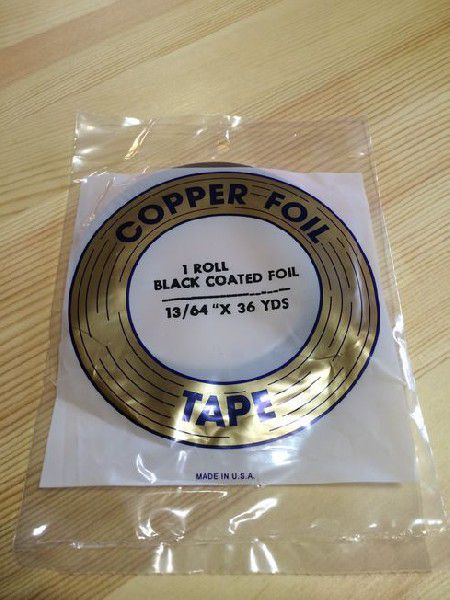 COPPER FOIL
1 ROLL
BLACK COATED FOIL
13/64 "X 36 YDS
TAPE
MADE IN U.S.A.